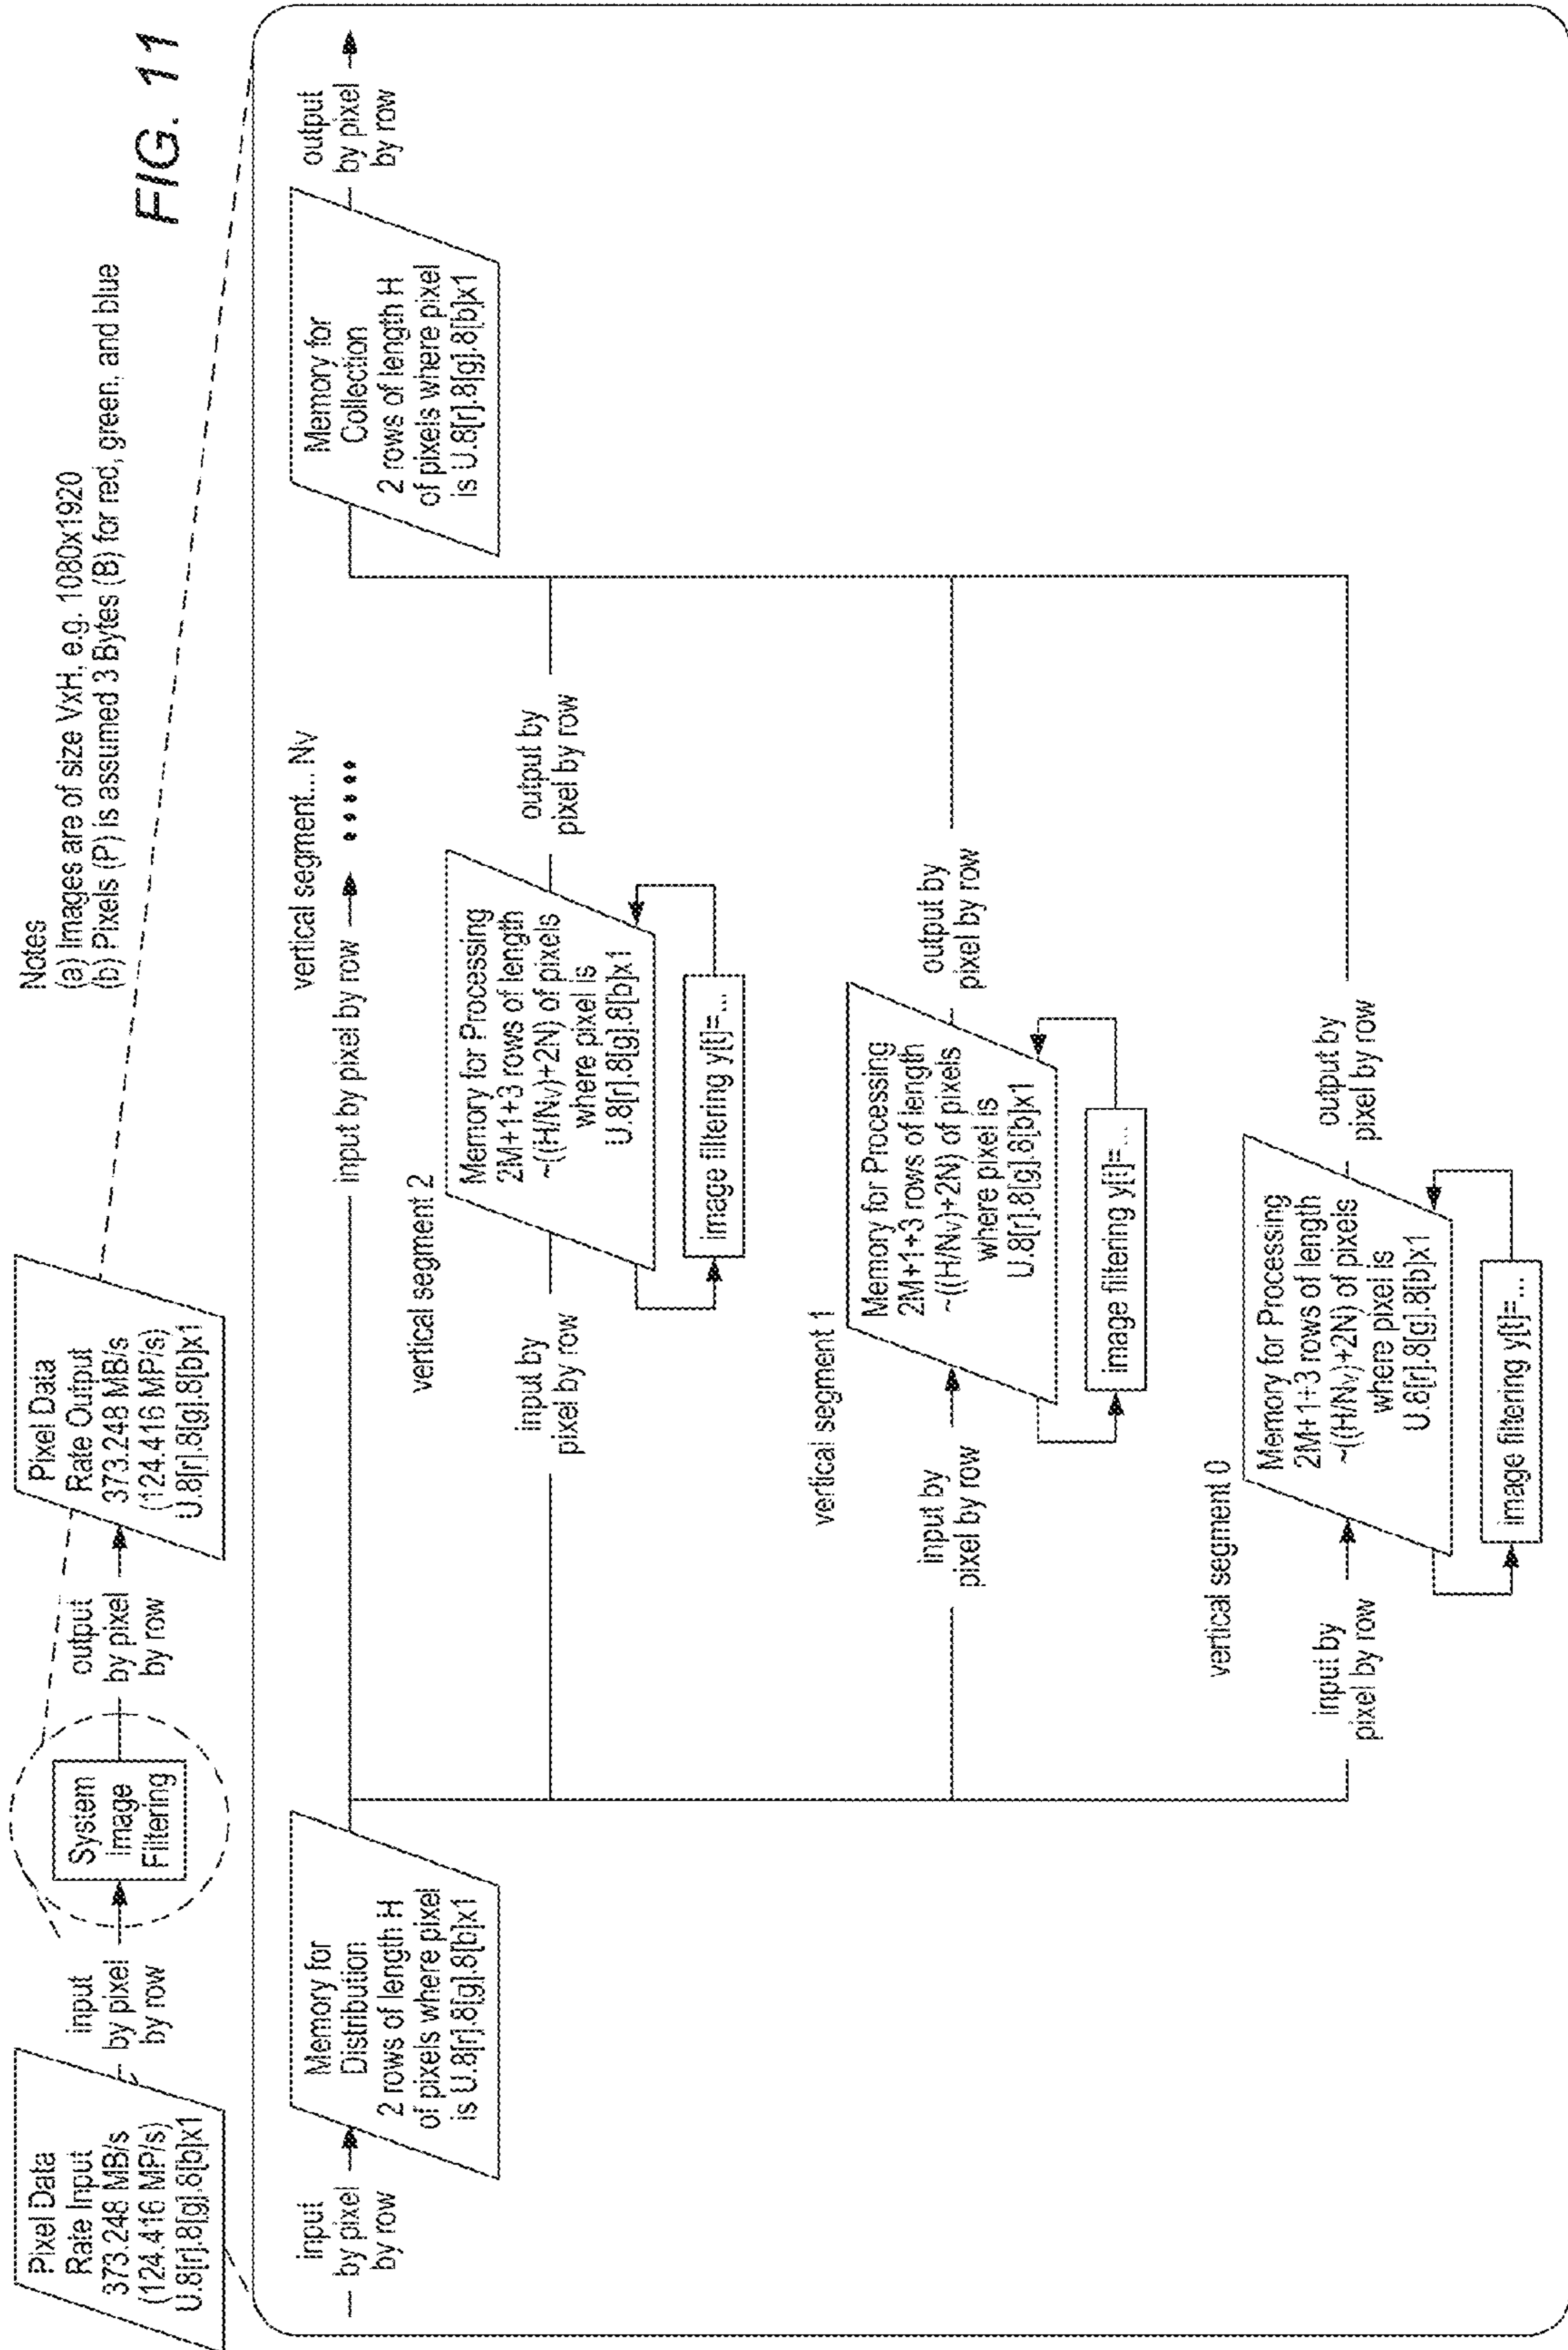 FIG. 11
Notes
(a) Images are of size VxH, e.g. 1080x1920
(b) Pixels (P) is assumed 3 Bytes (B) for red, green, and blue
Pixel Data
Rate Input
373.248 MB/s
(124.416 MP/s)
U.8[r].8[g].8[b]x1
input
by pixel
by row
System
Image
Filtering
output
by pixel
by row
Pixel Data
Rate Output
373.248 MB/s
(124.416 MP/s)
U.8[r].8[g].8[b]x1
input
by pixel
by row
Memory for
Distribution
2 rows of length H
of pixels where pixel
is U.8[r].8[g].8[b]x1
vertical segment... Nv
input by pixel by row
vertical segment 2
input by
pixel by row
Memory for Processing
2M+1+3 rows of length
~((H/Nv)+2N) of pixels
where pixel is
U.8[r].8[g].8[b]x1
image filtering y[t]=...
output by
pixel by row
vertical segment 1
input by
pixel by row
Memory for Processing
2M+1+3 rows of length
~((H/Nv)+2N) of pixels
where pixel is
U.8[r].8[g].8[b]x1
image filtering y[t]=...
output by
pixel by row
vertical segment 0
input by
pixel by row
Memory for Processing
2M+1+3 rows of length
~((H/Nv)+2N) of pixels
where pixel is
U.8[r].8[g].8[b]x1
image filtering y[t]=...
output by
pixel by row
Memory for
Collection
2 rows of length H
of pixels where pixel
is U.8[r].8[g].8[b]x1
output
by pixel
by row